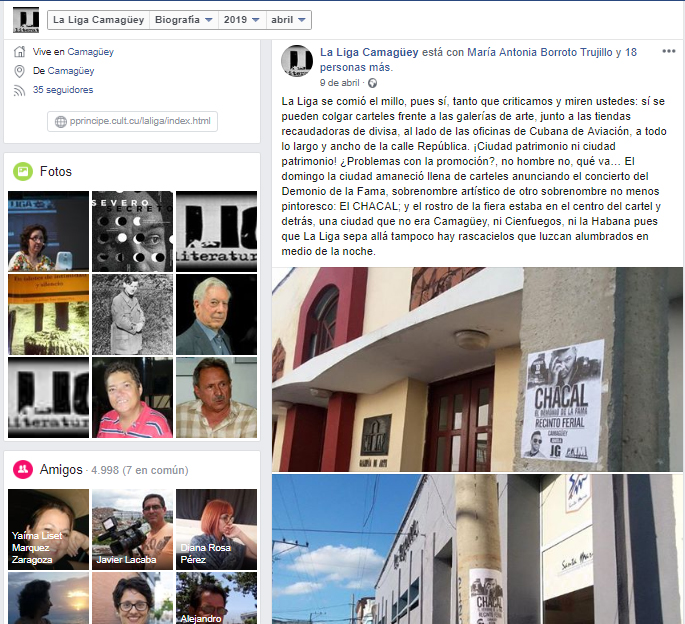 La Liga Camagüey
Biografía
2019
abril
Vive en Camagüey
De Camagüey
35 seguidores
pprincipe.cult.cu/laliga/index.html
Fotos
SEVERO
SECRETO
literatur
y silencio
literatura
Amigos · 4.998 (7 en común)
Yaima Liset
Marquez
Zaragoza
Javier Lacaba
Diana Rosa
Pérez
Alejandro
La Liga Camagüey está con María Antonia Borroto Trujillo y 18
personas más.
9 de abril ·
La Liga se comió el millo, pues sí, tanto que criticamos y miren ustedes: sí se
pueden colgar carteles frente a las galerías de arte, junto a las tiendas
recaudadoras de divisa, al lado de las oficinas de Cubana de Aviación, a todo
lo largo y ancho de la calle República. ¡Ciudad patrimonio ni ciudad
patrimonio! ¿Problemas con la promoción?, no hombre no, qué va… El
domingo la ciudad amaneció llena de carteles anunciando el concierto del
Demonio de la Fama, sobrenombre artístico de otro sobrenombre no menos
pintoresco: El CHACAL; y el rostro de la fiera estaba en el centro del cartel y
detrás, una ciudad que no era Camagüey, ni Cienfuegos, ni la Habana pues
que La Liga sepa allá tampoco hay rascacielos que luzcan alumbrados en
medio de la noche.
CHACAL
EL DEMONIO DE LA FAMA
RECINTO FERIAL
CAMAGÜEY
JG
GALERÍA DE ARTE
CHACAL